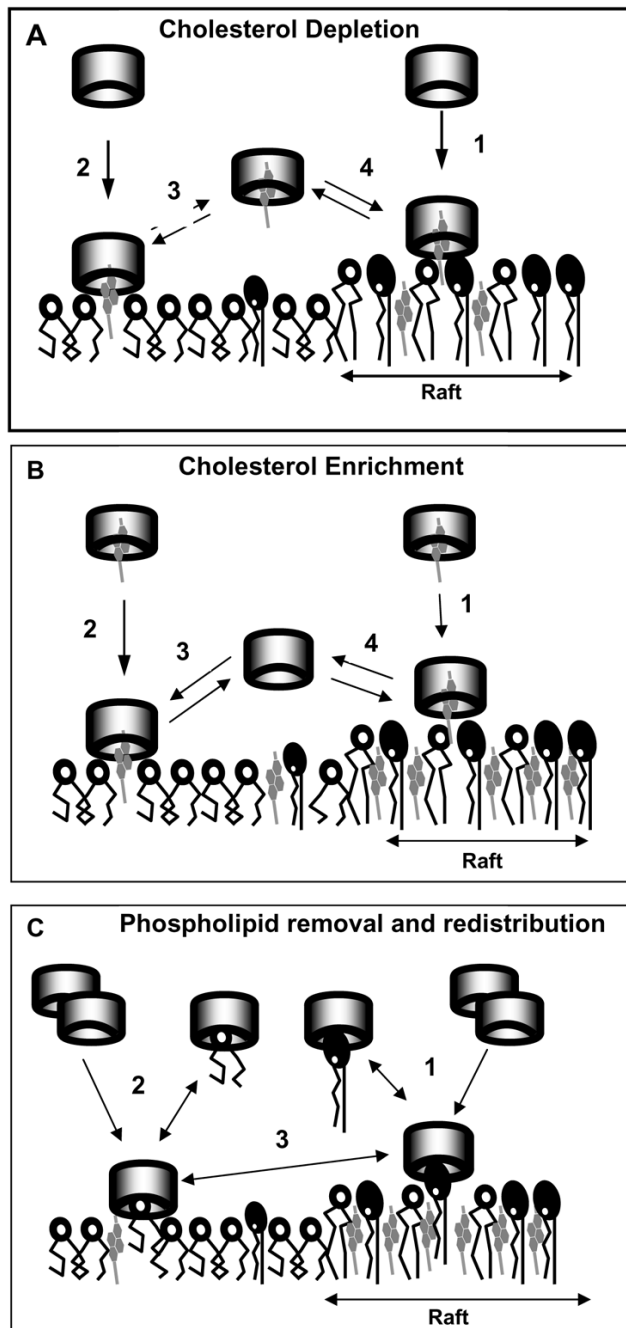 A Cholesterol Depletion
2 1
3 4
Raft
B Cholesterol Enrichment
1
2 3 4
Raft
C Phospholipid removal and redistribution
2 1
3
Raft